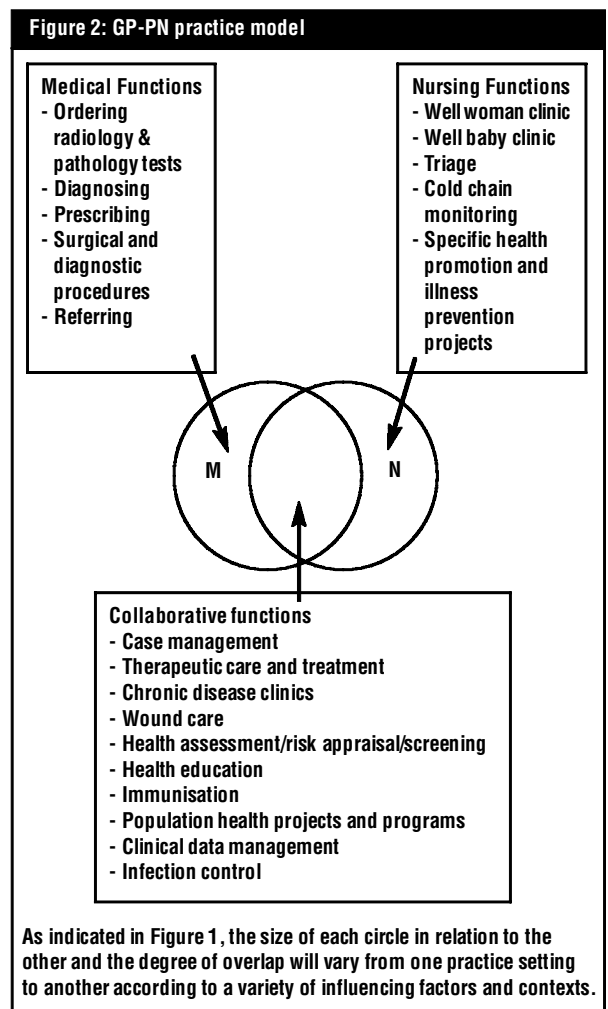 Figure 2: GP-PN practice model
Medical Functions
- Ordering
radiology &
pathology tests
- Diagnosing
- Prescribing
- Surgical and
diagnostic
procedures
- Referring
Nursing Functions
- Well woman clinic
- Well baby clinic
- Triage
- Cold chain
monitoring
- Specific health
promotion and
illness
prevention
projects
M
N
Collaborative functions
- Case management
- Therapeutic care and treatment
- Chronic disease clinics
- Wound care
- Health assessment/risk appraisal/screening
- Health education
- Immunisation
- Population health projects and programs
- Clinical data management
- Infection control
As indicated in Figure 1, the size of each circle in relation to the
other and the degree of overlap will vary from one practice setting
to another according to a variety of influencing factors and contexts.